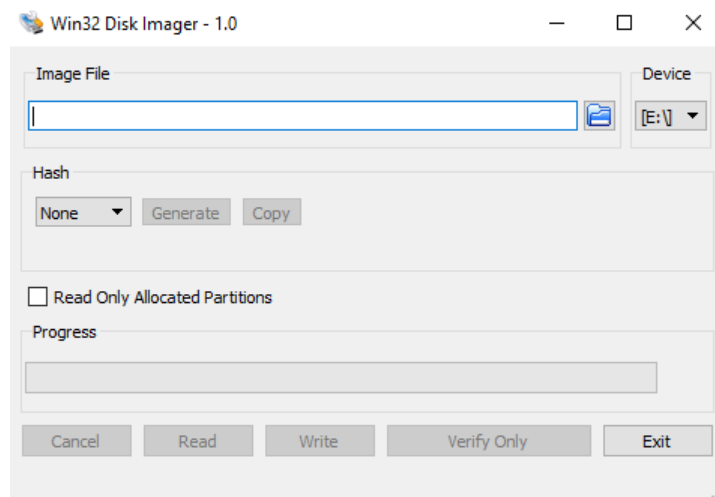 Win32 Disk Imager - 1.0
Image File
Device
[E:\]
Hash
None
Generate
Copy
Read Only Allocated Partitions
Progress
Cancel
Read
Write
Verify Only
Exit